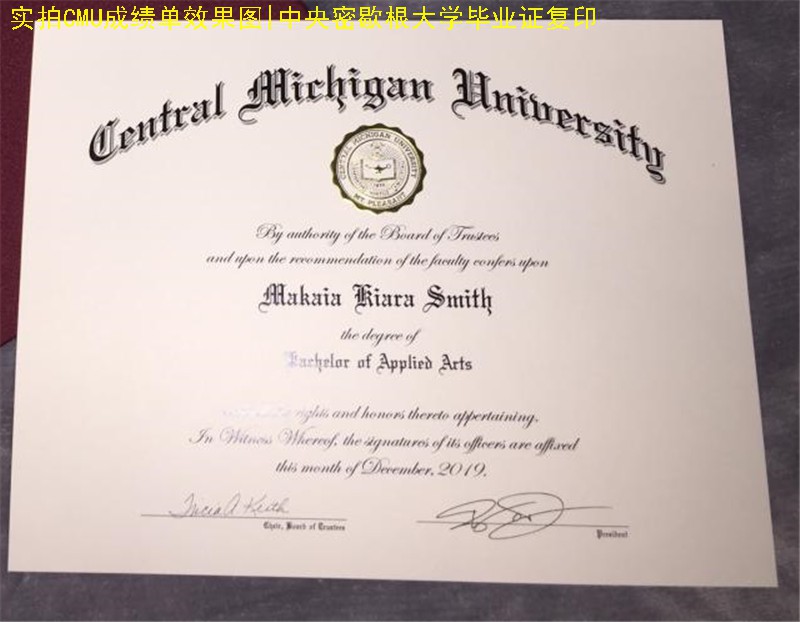 实拍CMU成绩单效果图|中央密歇根大学毕业证复印
Central Michigan University
CENTRAL MICHIGAN UNIVERSITY
MT PLEASANT
By authority of the Board of Trustees
and upon the recommendation of the faculty confers upon
Makaia Kiara Smith
the degree of
Bachelor of Applied Arts
rights and honors thereto appertaining.
In Witness Whereof, the signatures of its officers are affixed
this month of December, 2019.
Tricia A Keith
Chair, Board of Trustees
President